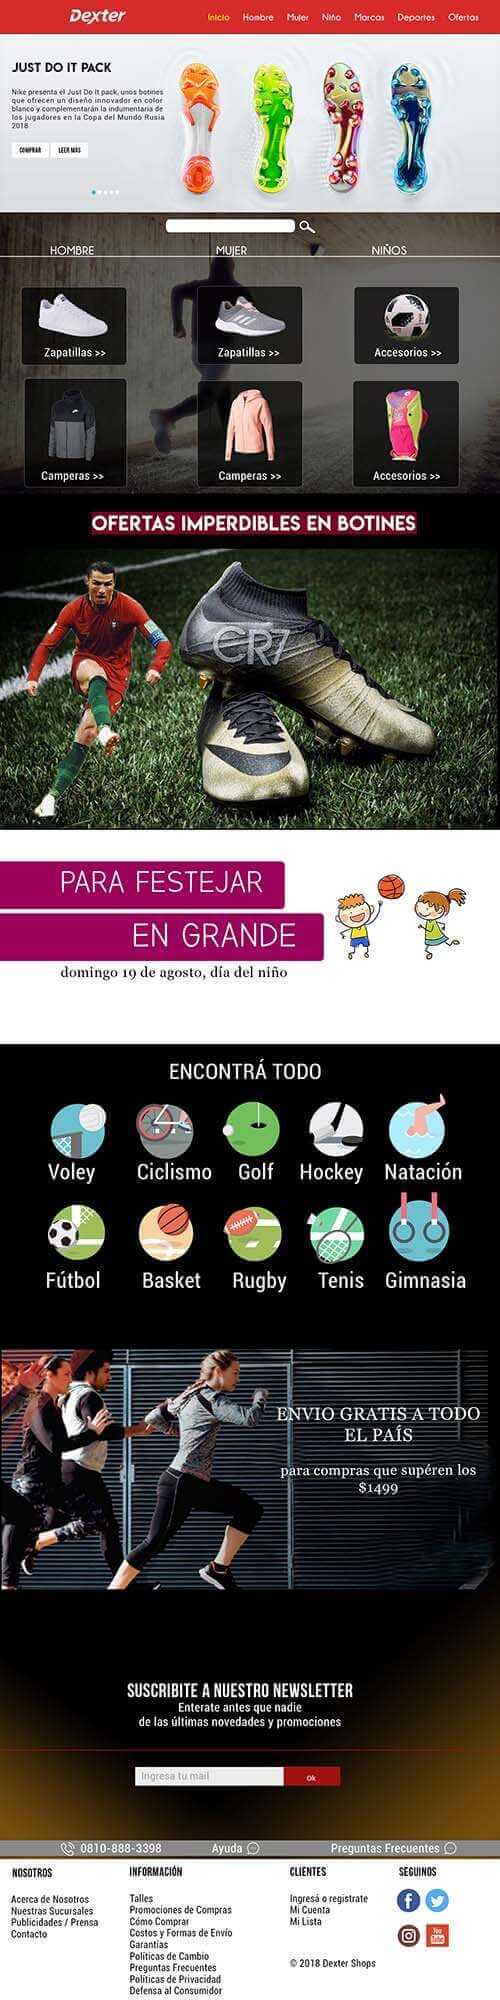 Dexter
Inicio Hombre Mujer Niño Marcas Deportes Ofertas
JUST DO IT PACK
Nike presenta el Just Do It pack, unos botines
que ofrecen un diseño innovador en color
blanco y complementarán la indumentaria de
los jugadores en la Copa del Mundo Rusia
2018
COMPRAR LEER MÁS
HOMBRE MUJER NIÑOS
Zapatillas >> Zapatillas >> Accesorios >>
Camperas >> Camperas >> Accesorios >>
OFERTAS IMPERDIBLES EN BOTINES
CR7
PARA FESTEJAR
EN GRANDE
domingo 19 de agosto, día del niño
ENCONTRÁ TODO
Voley Ciclismo Golf Hockey Natación
Fútbol Basket Rugby Tenis Gimnasia
ENVIO GRATIS A TODO
EL PAÍS
para compras que supéren los
$1499
SUSCRIBITE A NUESTRO NEWSLETTER
Enterate antes que nadie
de las últimas novedades y promociones
Ingresa tu mail Ok
0810-888-3398 Ayuda Preguntas Frecuentes
NOSOTROS
Acerca de Nosotros
Nuestras Sucursales
Publicidades / Prensa
Contacto
INFORMACIÓN
Talles
Promociones de Compras
Cómo Comprar
Costos y Formas de Envío
Garantías
Políticas de Cambio
Preguntas Frecuentes
Políticas de Privacidad
Defensa al Consumidor
CLIENTES
Ingresá o registrate
Mi Cuenta
Mi Lista
© 2018 Dexter Shops
SEGUINOS
You
Tube